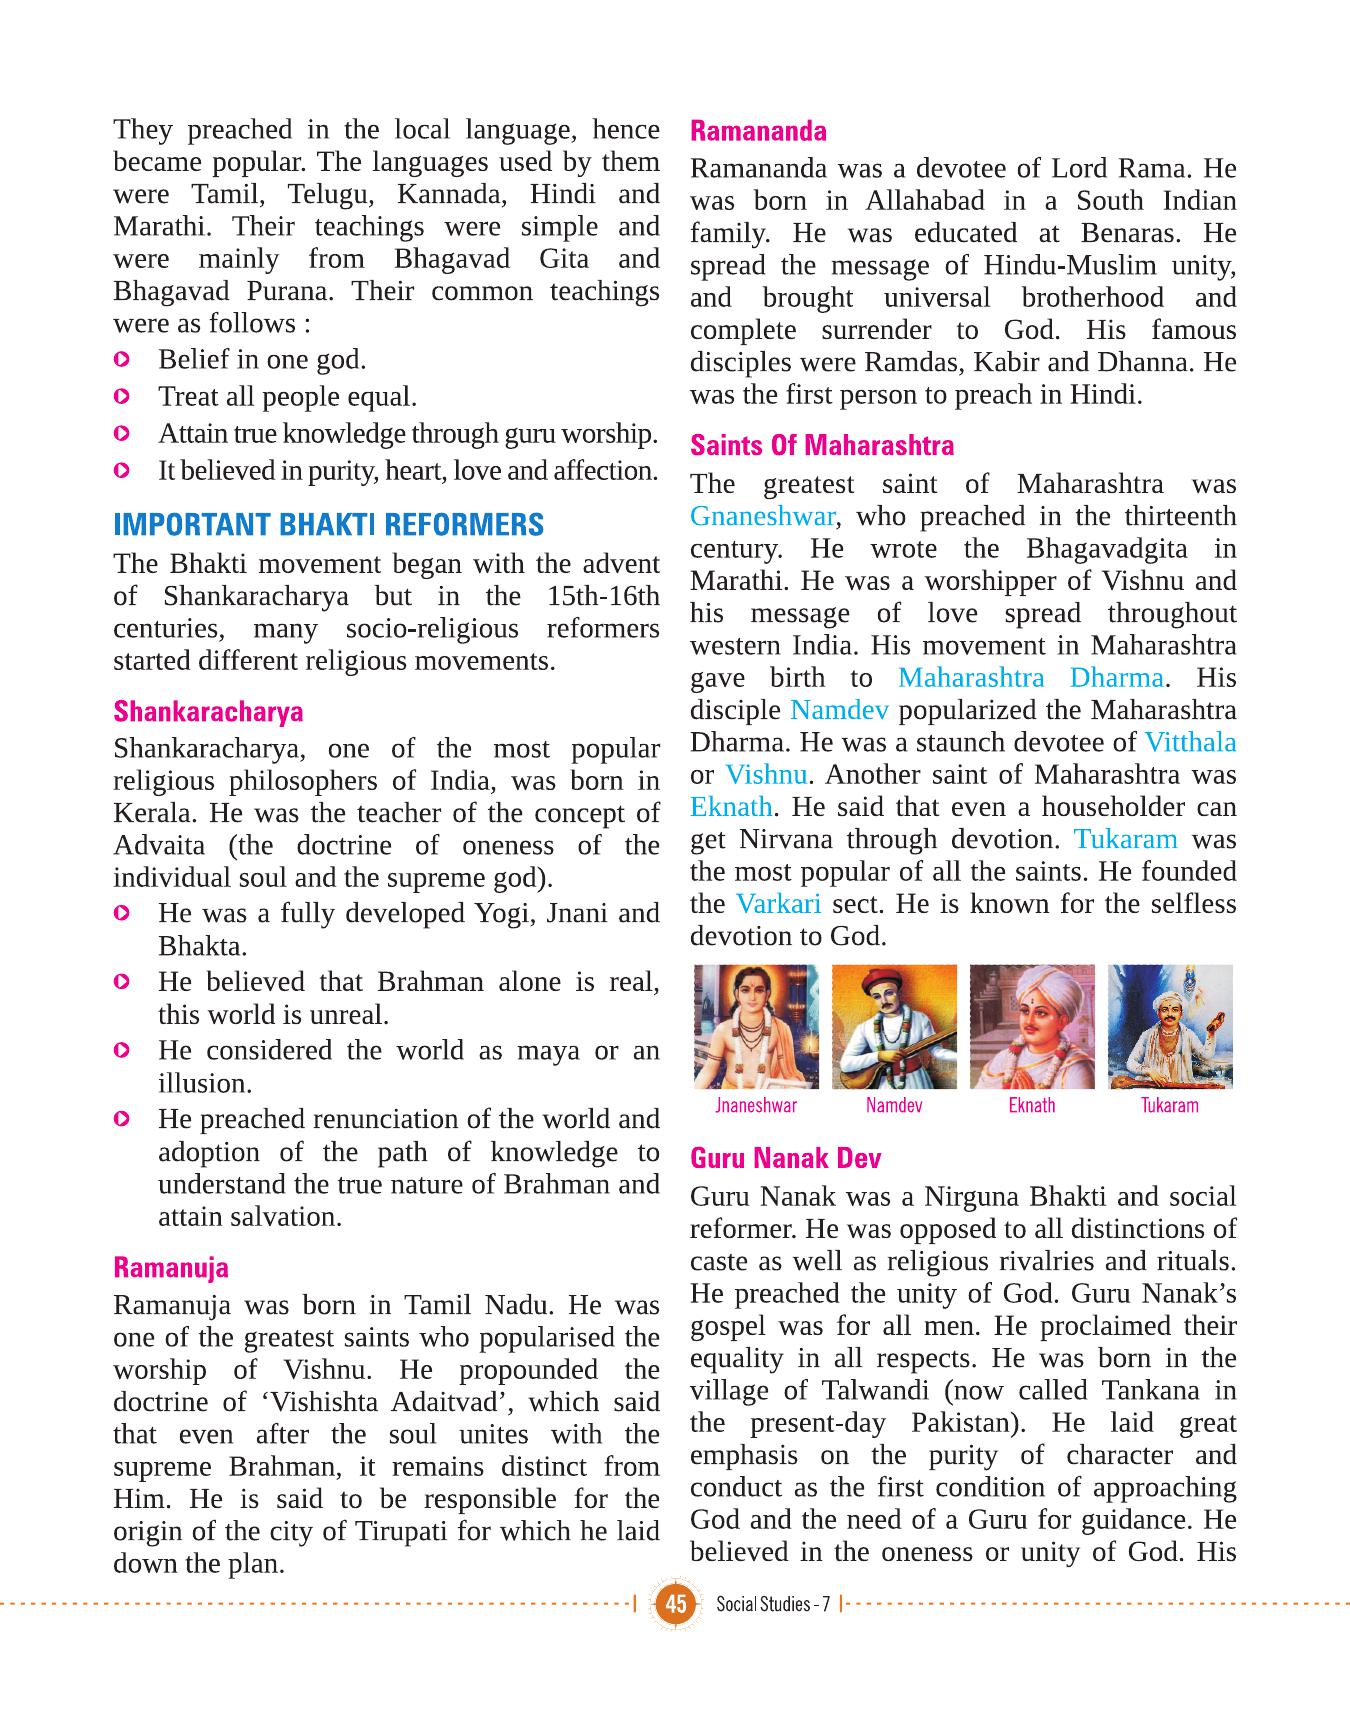 They preached in the local language, hence
became popular. The languages used by them
were Tamil, Telugu, Kannada, Hindi and
Marathi. Their teachings were simple and
were mainly from Bhagavad Gita and
Bhagavad Purana. Their common teachings
were as follows :
Belief in one god.
Treat all people equal.
Attain true knowledge through guru worship.
It believed in purity, heart, love and affection.
IMPORTANT BHAKTI REFORMERS
The Bhakti movement began with the advent
of Shankaracharya but in the 15th-16th
centuries, many socio-religious reformers
started different religious movements.
Shankaracharya
Shankaracharya, one of the most popular
religious philosophers of India, was born in
Kerala. He was the teacher of the concept of
Advaita (the doctrine of oneness of the
individual soul and the supreme god).
He was a fully developed Yogi, Jnani and
Bhakta.
He believed that Brahman alone is real,
this world is unreal.
He considered the world as maya or an
illusion.
He preached renunciation of the world and
adoption of the path of knowledge to
understand the true nature of Brahman and
attain salvation.
Ramanuja
Ramanuja was born in Tamil Nadu. He was
one of the greatest saints who popularised the
worship of Vishnu. He propounded the
doctrine of ‘Vishishta Adaitvad’, which said
that even after the soul unites with the
supreme Brahman, it remains distinct from
Him. He is said to be responsible for the
origin of the city of Tirupati for which he laid
down the plan.
Ramananda
Ramananda was a devotee of Lord Rama. He
was born in Allahabad in a South Indian
family. He was educated at Benaras. He
spread the message of Hindu-Muslim unity,
and brought universal brotherhood and
complete surrender to God. His famous
disciples were Ramdas, Kabir and Dhanna. He
was the first person to preach in Hindi.
Saints Of Maharashtra
The greatest saint of Maharashtra was
Gnaneshwar, who preached in the thirteenth
century. He wrote the Bhagavadgita in
Marathi. He was a worshipper of Vishnu and
his message of love spread throughout
western India. His movement in Maharashtra
gave birth to Maharashtra Dharma. His
disciple Namdev popularized the Maharashtra
Dharma. He was a staunch devotee of Vitthala
or Vishnu. Another saint of Maharashtra was
Eknath. He said that even a householder can
get Nirvana through devotion. Tukaram was
the most popular of all the saints. He founded
the Varkari sect. He is known for the selfless
devotion to God.
Jnaneshwar Namdev Eknath Tukaram
Guru Nanak Dev
Guru Nanak was a Nirguna Bhakti and social
reformer. He was opposed to all distinctions of
caste as well as religious rivalries and rituals.
He preached the unity of God. Guru Nanak’s
gospel was for all men. He proclaimed their
equality in all respects. He was born in the
village of Talwandi (now called Tankana in
the present-day Pakistan). He laid great
emphasis on the purity of character and
conduct as the first condition of approaching
God and the need of a Guru for guidance. He
believed in the oneness or unity of God. His
45 Social Studies - 7